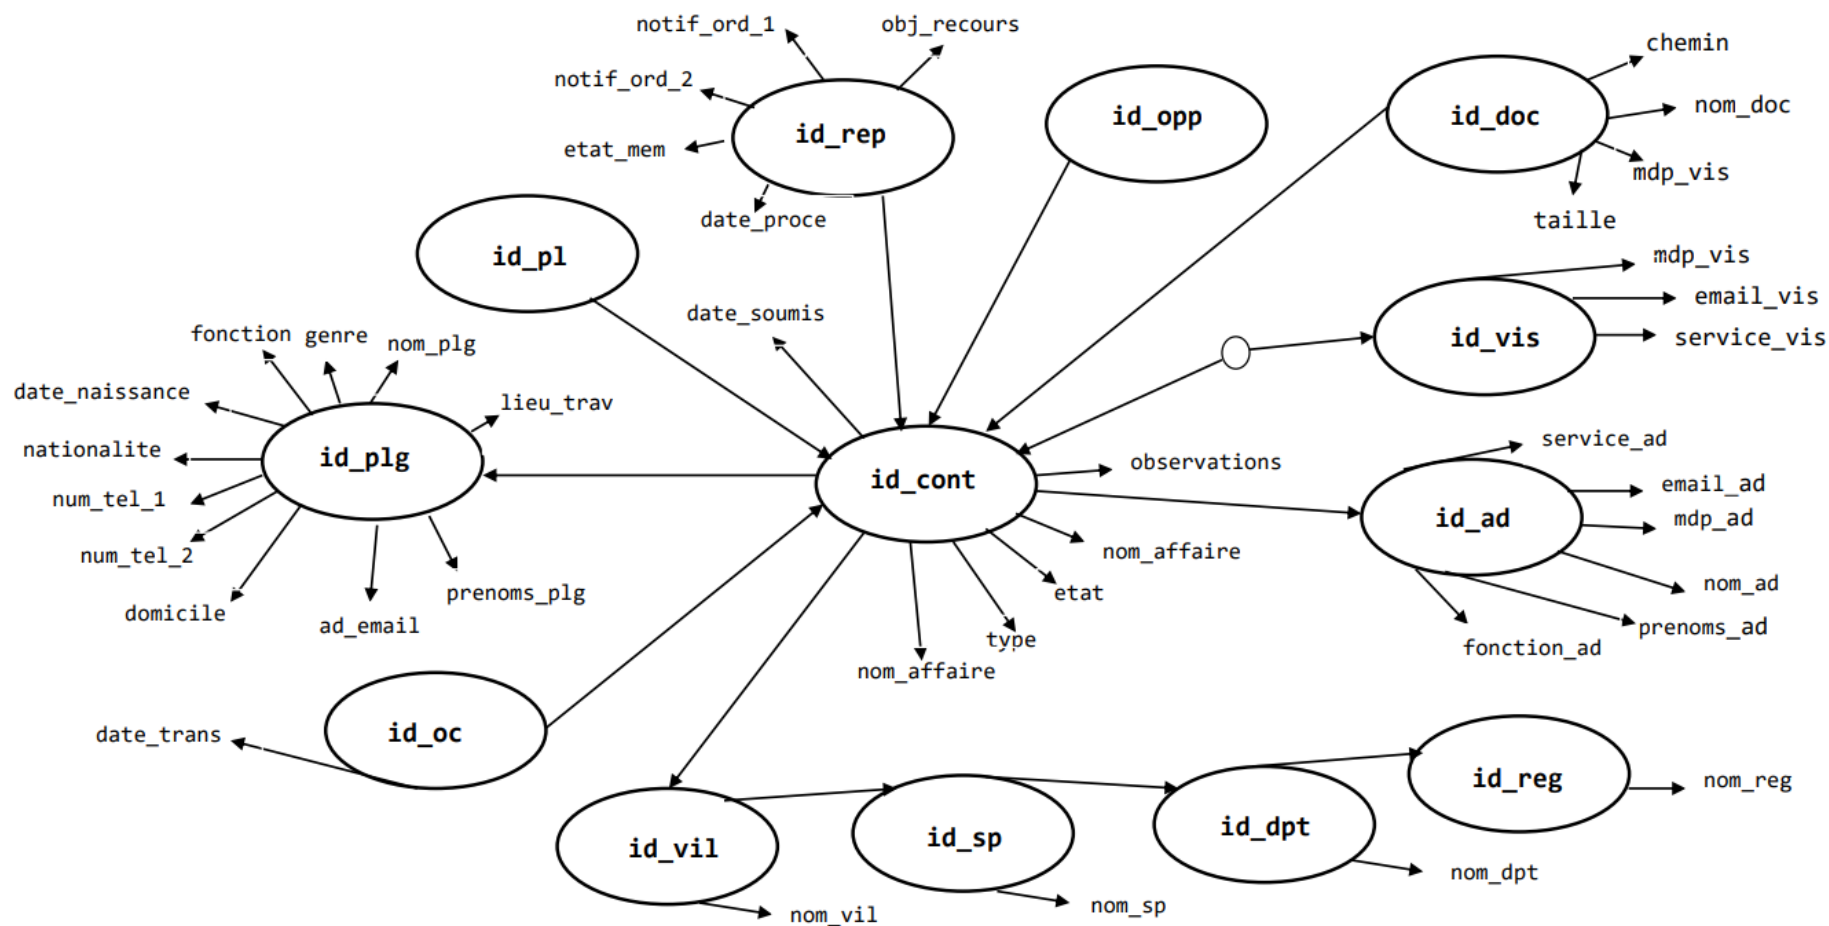 notif_ord_1
obj_recours
chemin
notif_ord_2
id_rep
id_opp
id_doc
nom_doc
etat_mem
mdp_vis
date_proce
taille
id_pl
mdp_vis
email_vis
date_soumis
fonction
genre
nom_plg
id_vis
service_vis
date_naissance
lieu_trav
nationalite
id_plg
service_ad
observations
id_cont
num_tel_1
email_ad
id_ad
mdp_ad
num_tel_2
nom_affaire
domicile
prenoms_plg
etat
nom_ad
ad_email
type
prenoms_ad
fonction_ad
nom_affaire
date_trans
id_oc
id_reg
nom_reg
id_vil
id_sp
id_dpt
nom_dpt
nom_vil
nom_sp